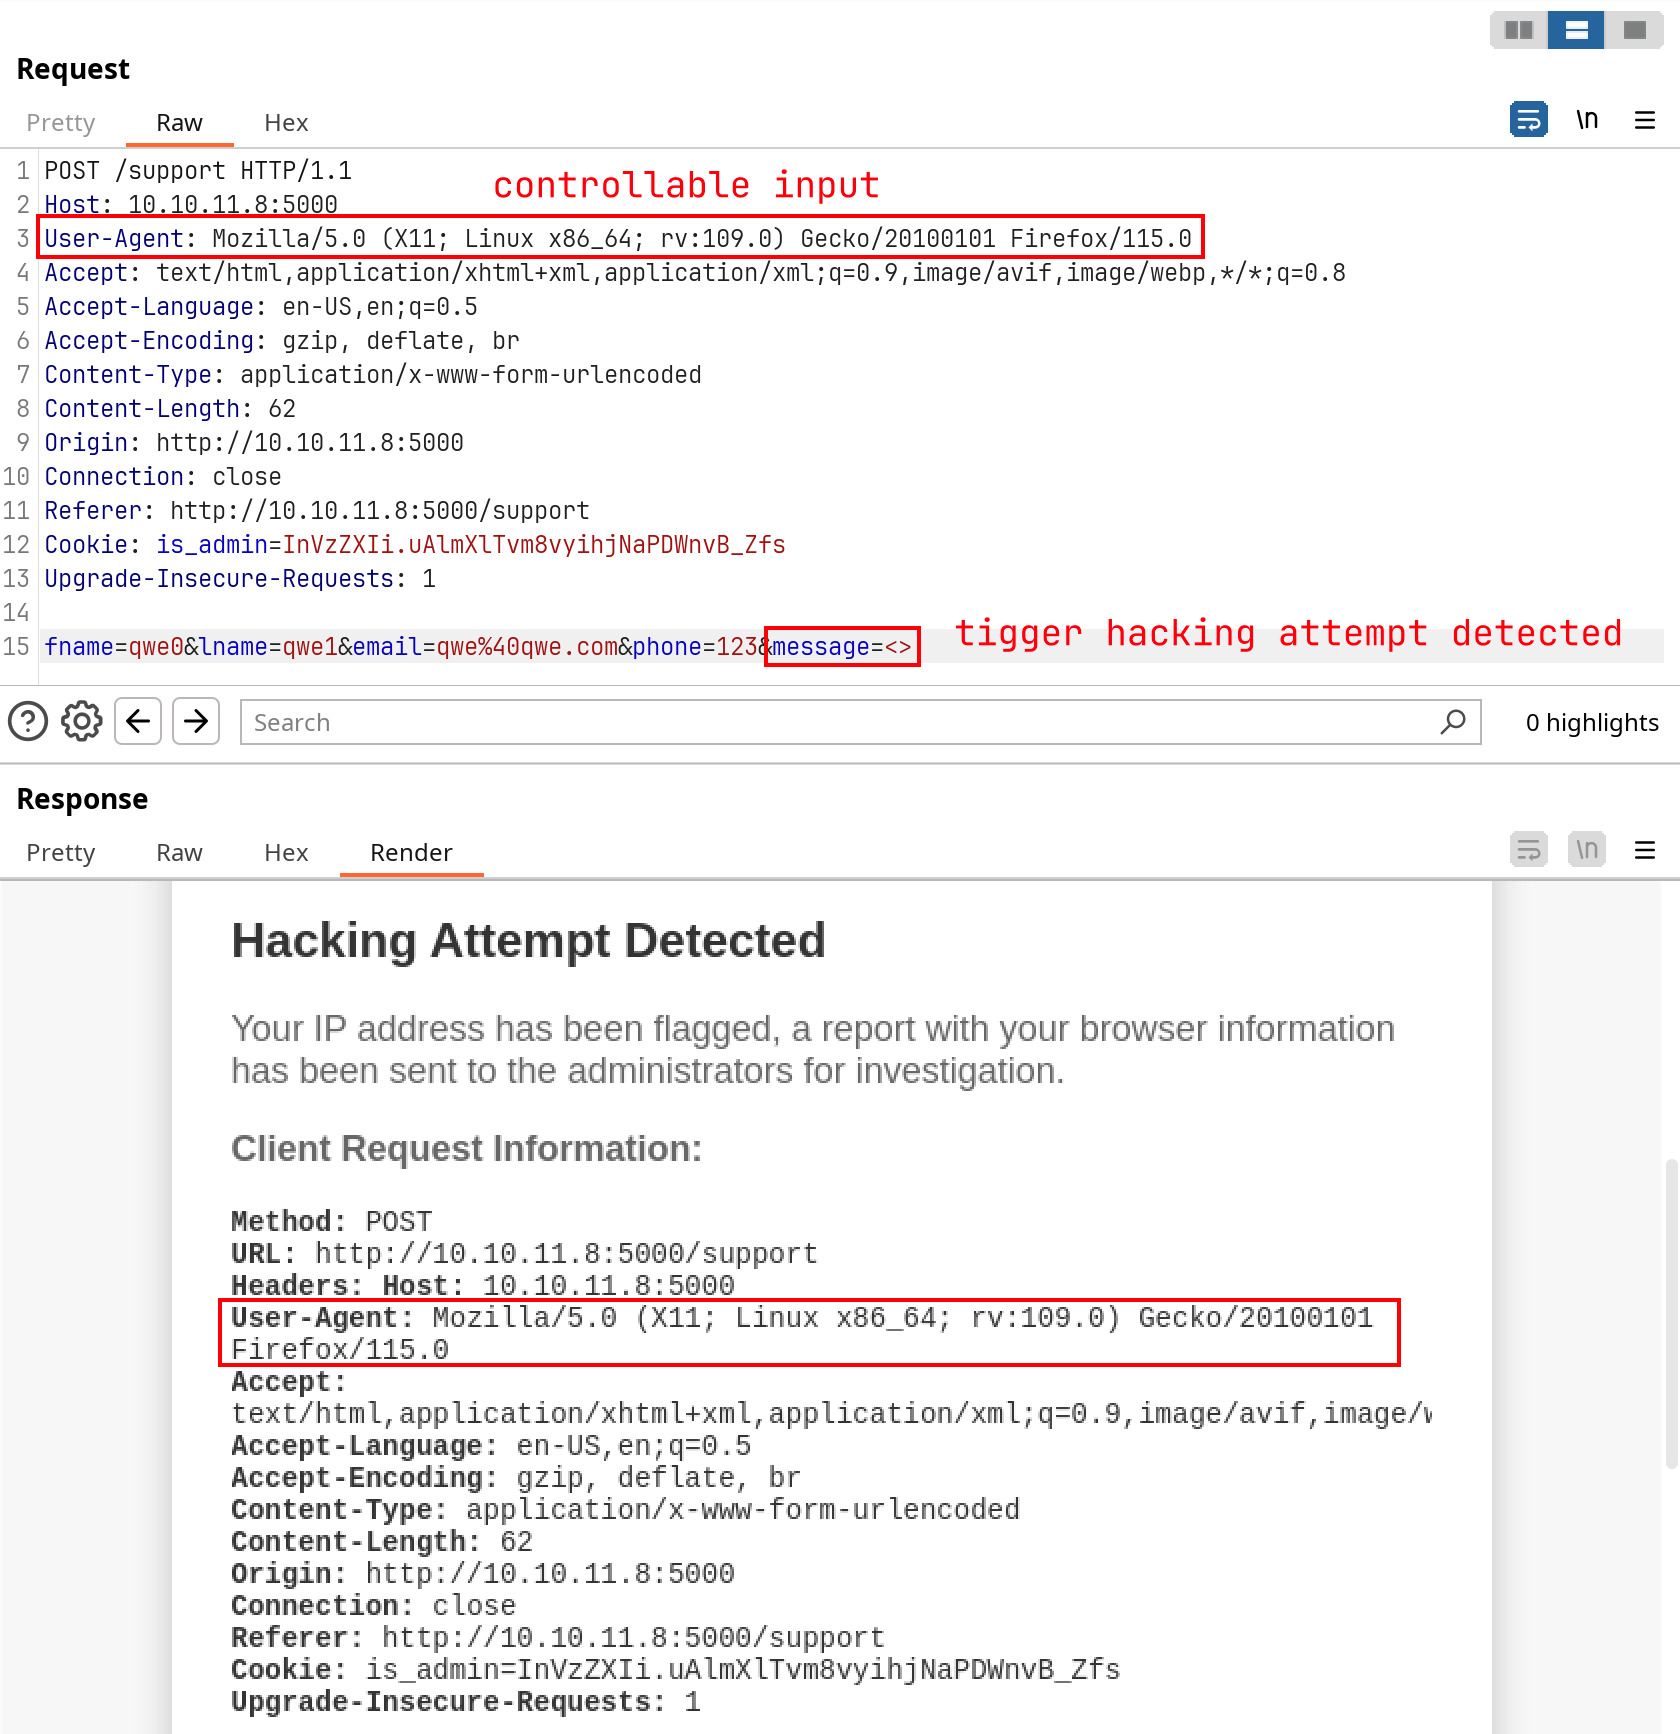 Request
Pretty Raw Hex
\n
1 POST /support HTTP/1.1
controllable input
2 Host: 10.10.11.8:5000
3 User-Agent: Mozilla/5.0 (X11; Linux x86_64; rv:109.0) Gecko/20100101 Firefox/115.0
4 Accept: text/html,application/xhtml+xml,application/xml;q=0.9,image/avif,image/webp,*/*;q=0.8
5 Accept-Language: en-US,en;q=0.5
6 Accept-Encoding: gzip, deflate, br
7 Content-Type: application/x-www-form-urlencoded
8 Content-Length: 62
9 Origin: http://10.10.11.8:5000
10 Connection: close
11 Referer: http://10.10.11.8:5000/support
12 Cookie: is_admin=InVzZXIi.uAlmXlTvm8vyihjNaPDWnvB_Zfs
13 Upgrade-Insecure-Requests: 1
14
15 fname=qwe0&lname=qwe1&email=qwe%40qwe.com&phone=123&message=<>
tigger hacking attempt detected
Search
0 highlights
Response
Pretty Raw Hex Render
\n
Hacking Attempt Detected
Your IP address has been flagged, a report with your browser information
has been sent to the administrators for investigation.
Client Request Information:
Method: POST
URL: http://10.10.11.8:5000/support
Headers: Host: 10.10.11.8:5000
User-Agent: Mozilla/5.0 (X11; Linux x86_64; rv:109.0) Gecko/20100101
Firefox/115.0
Accept:
text/html,application/xhtml+xml,application/xml;q=0.9,image/avif,image/w
Accept-Language: en-US,en;q=0.5
Accept-Encoding: gzip, deflate, br
Content-Type: application/x-www-form-urlencoded
Content-Length: 62
Origin: http://10.10.11.8:5000
Connection: close
Referer: http://10.10.11.8:5000/support
Cookie: is_admin=InVzZXIi.uAlmXlTvm8vyihjNaPDWnvB_Zfs
Upgrade-Insecure-Requests: 1